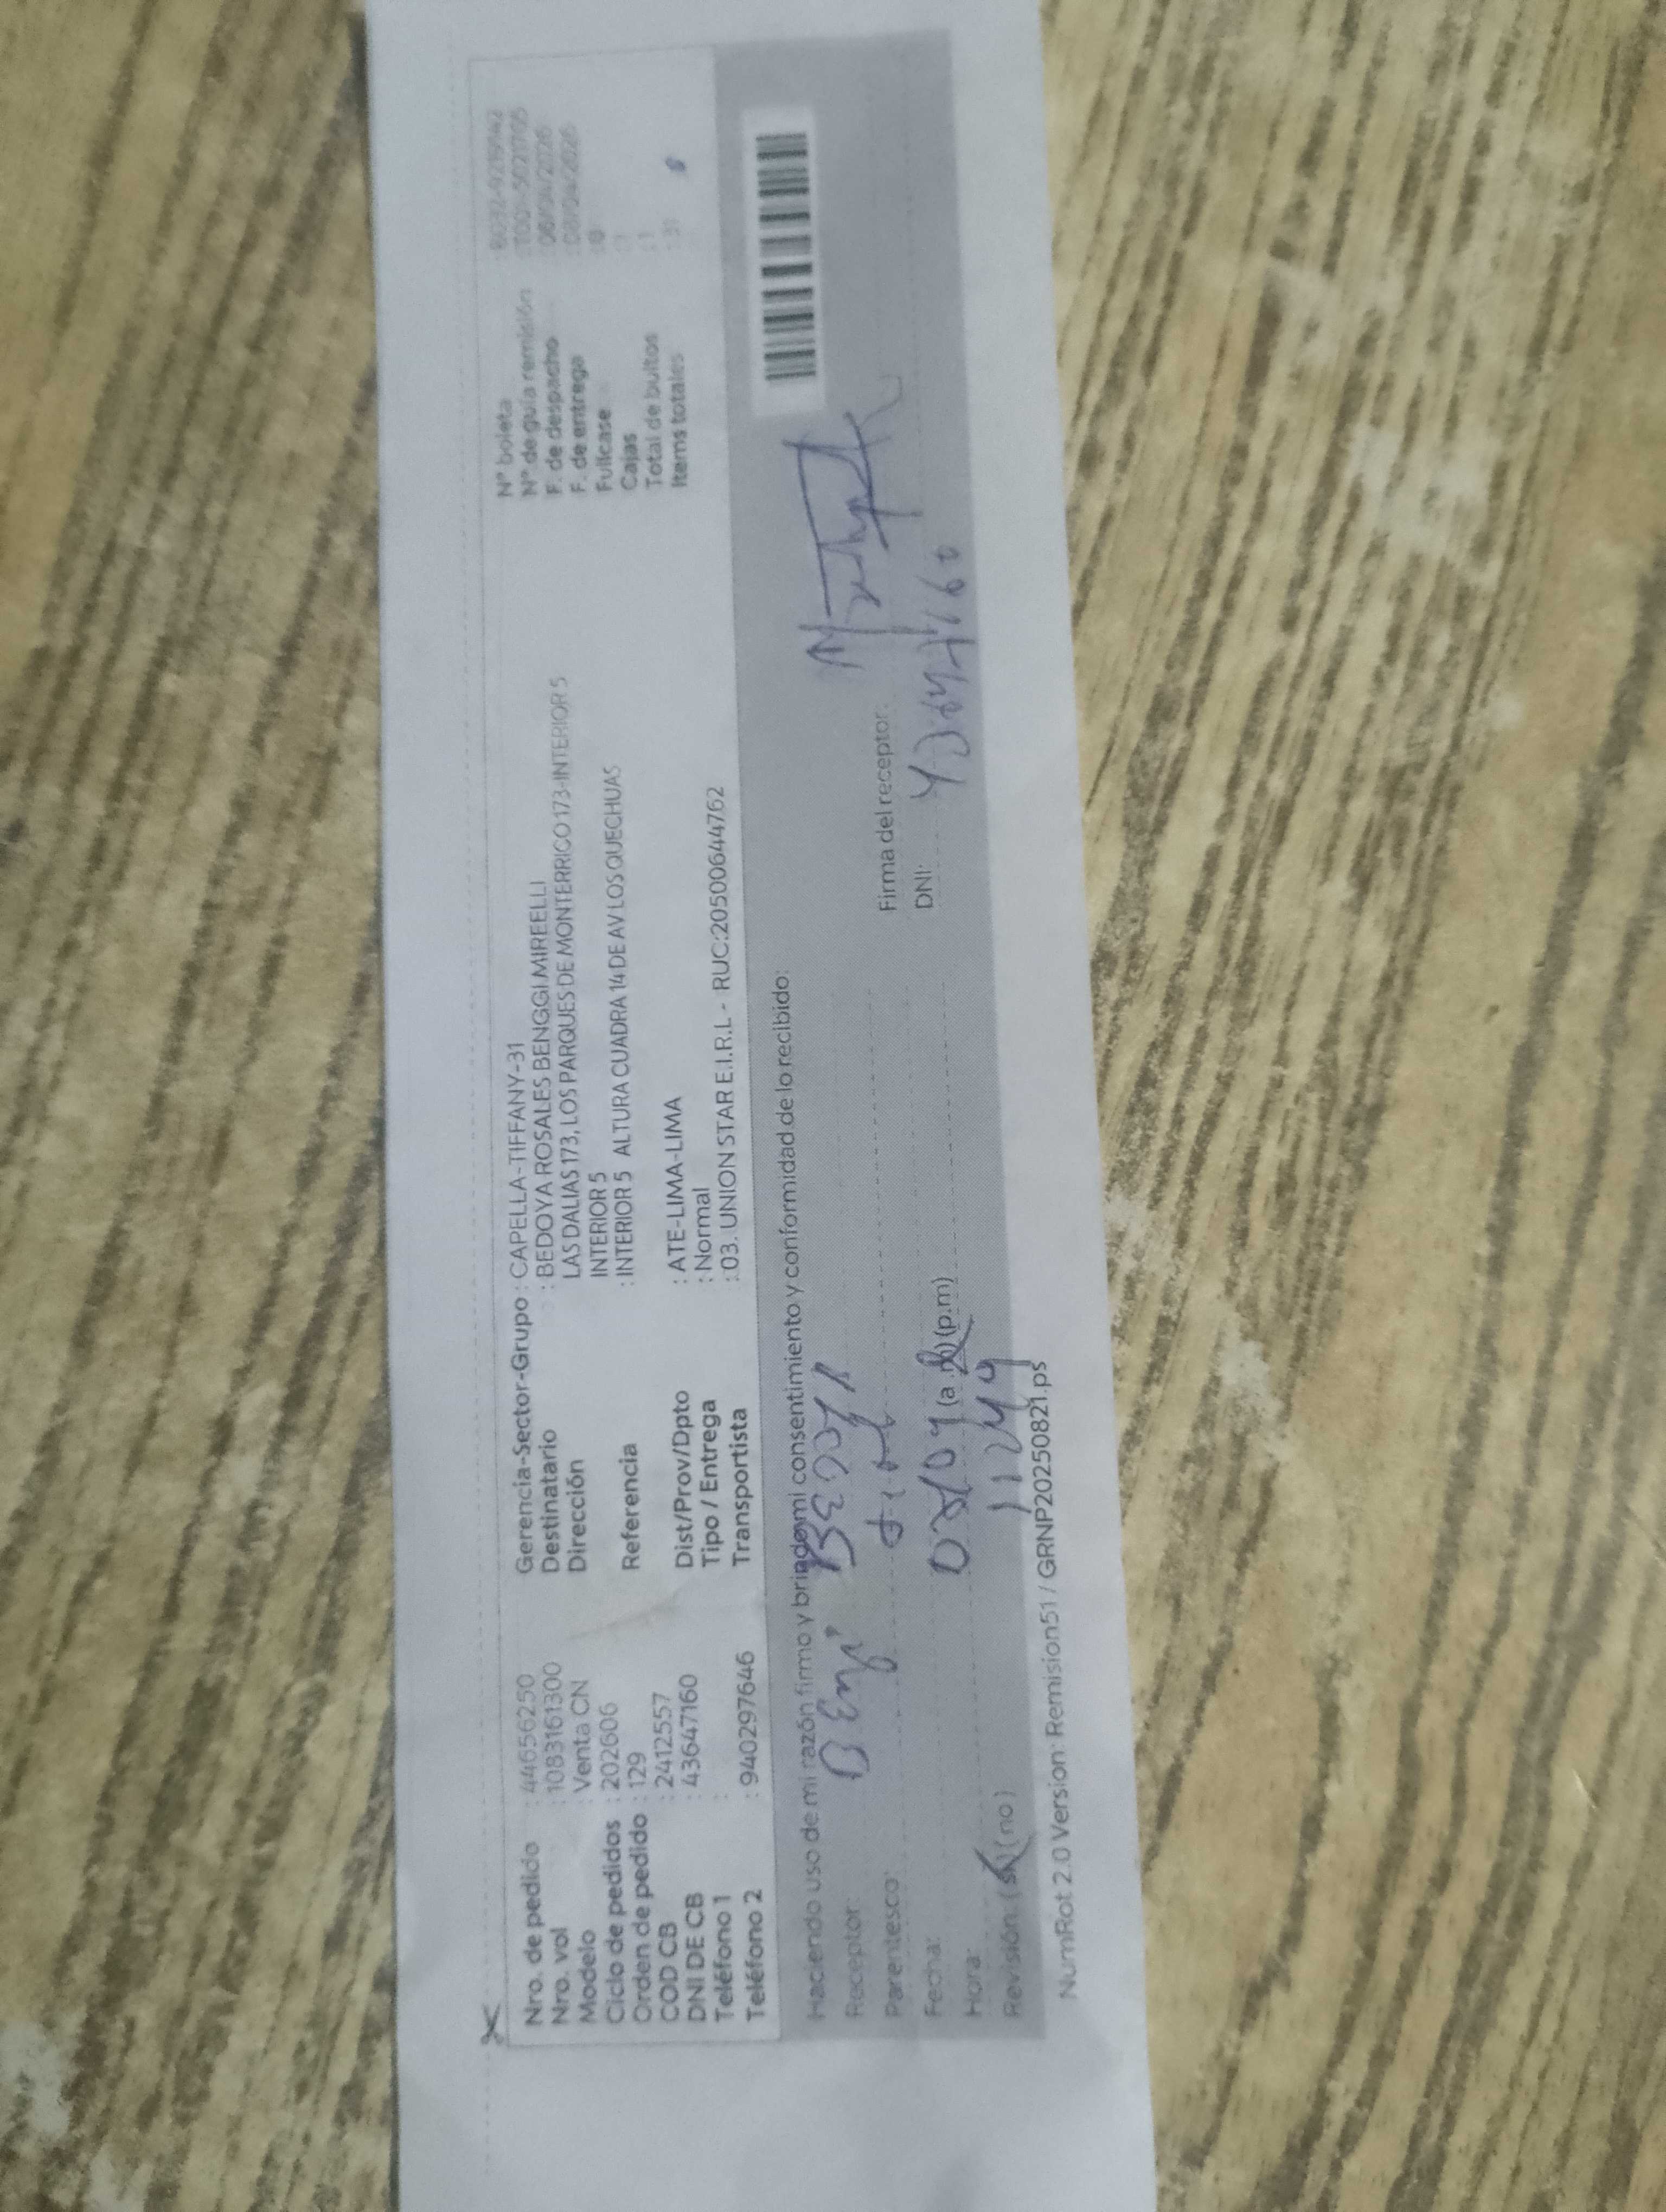 Nro. de pedido : 44656250
Nro. vol : 1083161300
Modelo : Venta CN
Ciclo de pedidos : 202606
Orden de pedido : 129
COD CB : 2412557
DNI DE CB : 43647160
Teléfono 1 :
Teléfono 2 : 940297646
Gerencia-Sector-Grupo : CAPELLA-TIFFANY-31
Destinatario : BEDOYA ROSALES BENGGI MIREELLI
Dirección LAS DALIAS 173, LOS PARQUES DE MONTERRICO 173-INTERIOR 5
INTERIOR 5
Referencia : INTERIOR 5 ALTURA CUADRA 14 DE AV LOS QUECHUAS
Dist/Prov/Dpto : ATE-LIMA-LIMA
Tipo / Entrega : Normal
Transportista : 03. UNION STAR E.I.R.L - RUC:20500644762
N° boleta
N° de guía remisión
F. de despacho
F. de entrega
Fullcase
Cajas
Total de bultos
Items totales
Haciendo uso de mi razón firmo y brindo mi consentimiento y conformidad de lo recibido:
Receptor: BEngi BEDOYA
Parentesco:
Fecha: (p.m)
Hora: 
Revisión: (si) (no)
Firma del receptor:
DNI:
NumRot 2.0 Version: Remision51 / GRNP20250821.ps